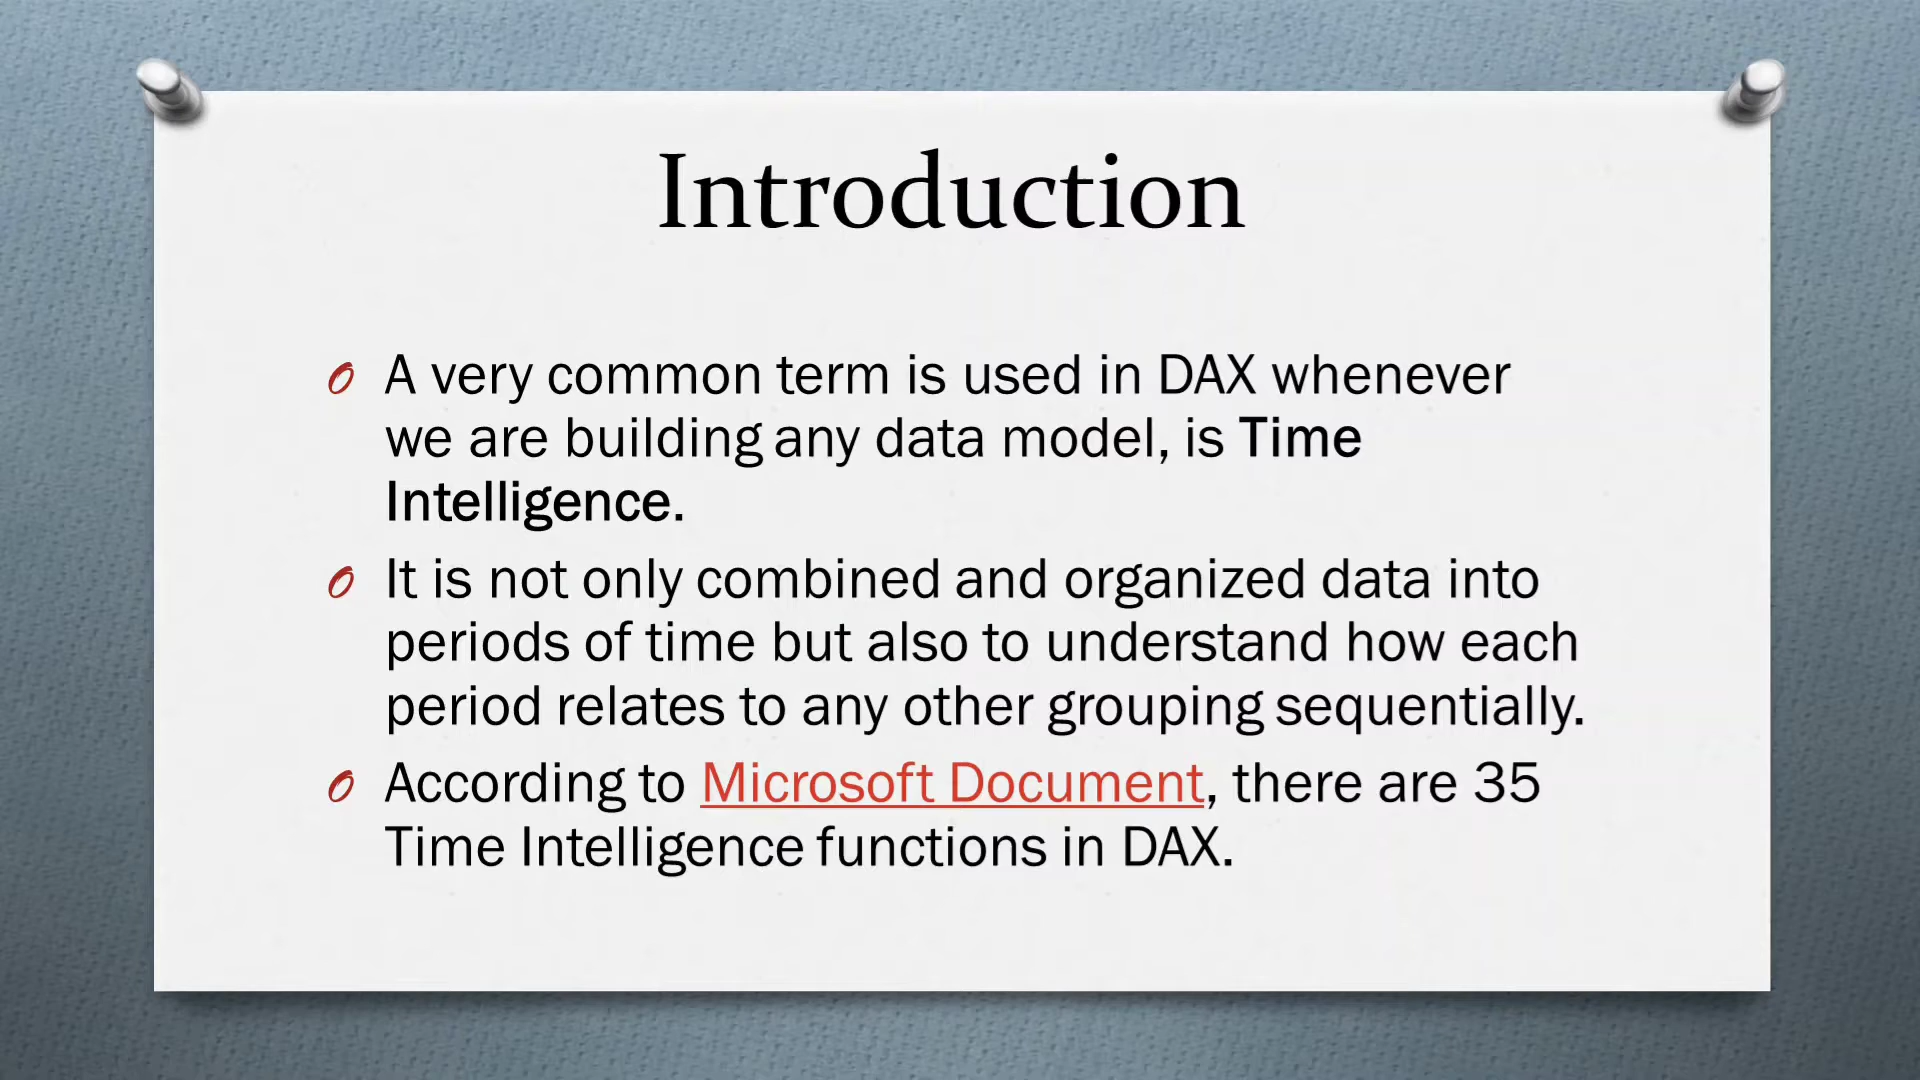 Introduction
A very common term is used in DAX whenever
we are building any data model, is Time
Intelligence.
It is not only combined and organized data into
periods of time but also to understand how each
period relates to any other grouping sequentially.
According to Microsoft Document, there are 35
Time Intelligence functions in DAX.